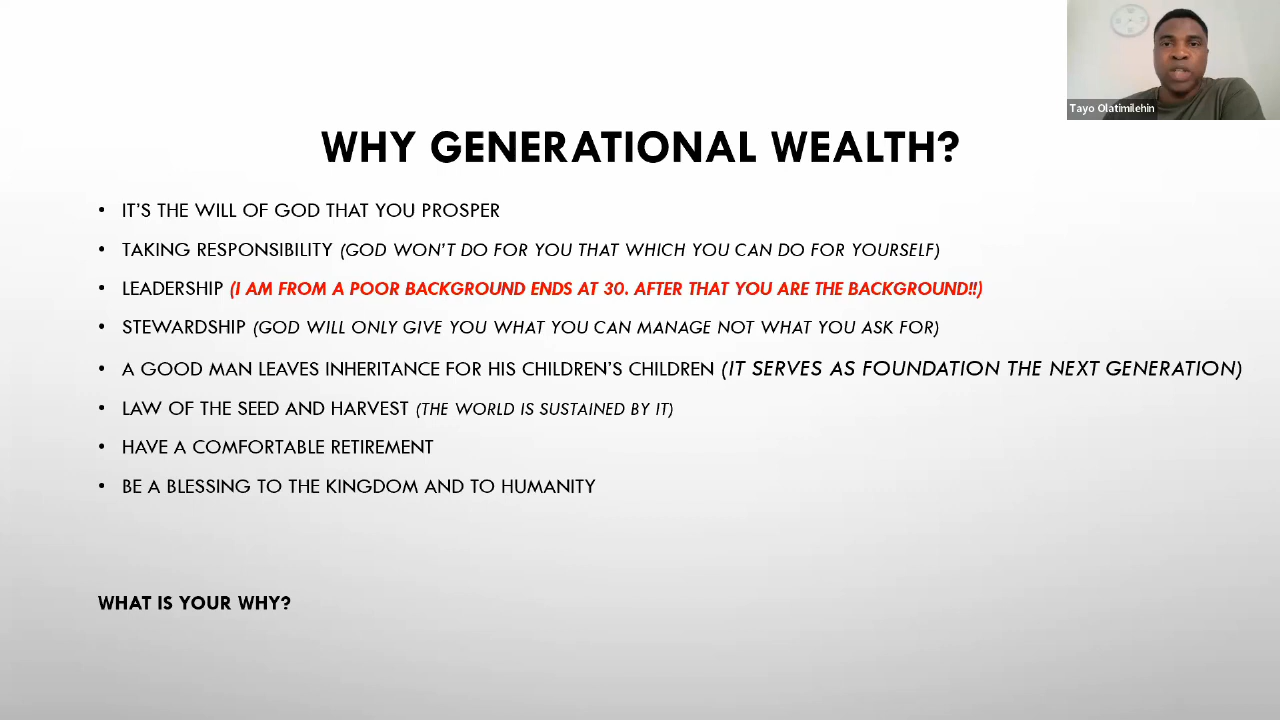 Tayo Olatimilehin
WHY GENERATIONAL WEALTH?
• IT'S THE WILL OF GOD THAT YOU PROSPER
• TAKING RESPONSIBILITY (GOD WON'T DO FOR YOU THAT WHICH YOU CAN DO FOR YOURSELF)
• LEADERSHIP (I AM FROM A POOR BACKGROUND ENDS AT 30. AFTER THAT YOU ARE THE BACKGROUND!!)
• STEWARDSHIP (GOD WILL ONLY GIVE YOU WHAT YOU CAN MANAGE NOT WHAT YOU ASK FOR)
• A GOOD MAN LEAVES INHERITANCE FOR HIS CHILDREN'S CHILDREN (IT SERVES AS FOUNDATION THE NEXT GENERATION)
• LAW OF THE SEED AND HARVEST (THE WORLD IS SUSTAINED BY IT)
• HAVE A COMFORTABLE RETIREMENT
• BE A BLESSING TO THE KINGDOM AND TO HUMANITY
WHAT IS YOUR WHY?